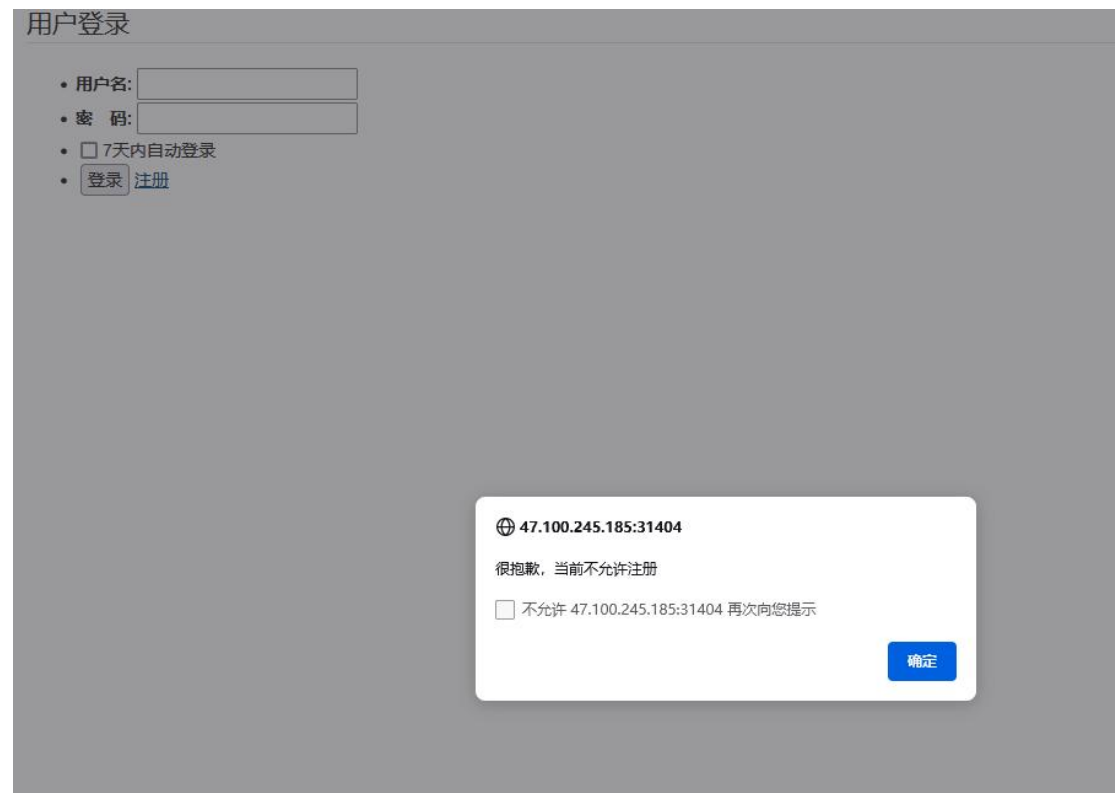 用户登录
用户名:
密 码:
7天内自动登录
登录 注册
47.100.245.185:31404
很抱歉，当前不允许注册
不允许 47.100.245.185:31404 再次向您提示
确定